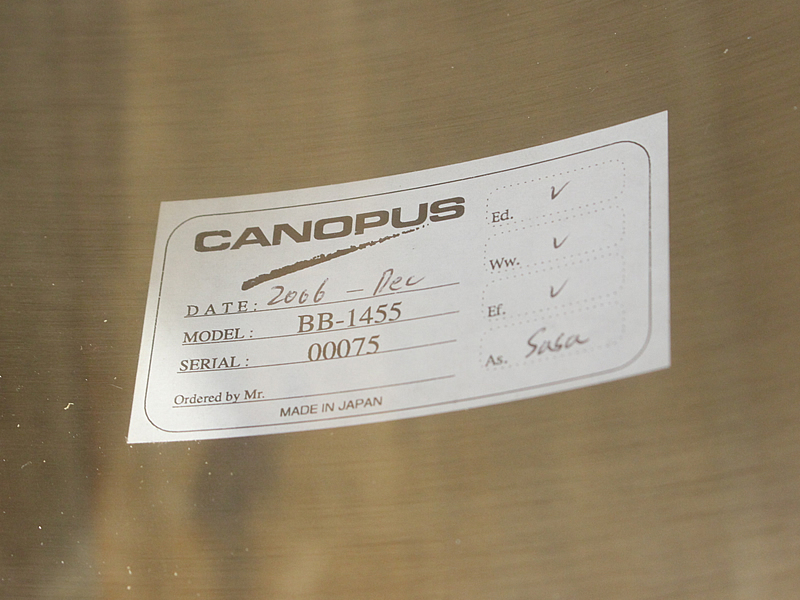 CANOPUS
DATE: 2006 - Dec
MODEL: BB-1455
SERIAL: 00075
Ordered by Mr.
MADE IN JAPAN
Ed. ✓
Ww. ✓
Ef. ✓
As. Sasa